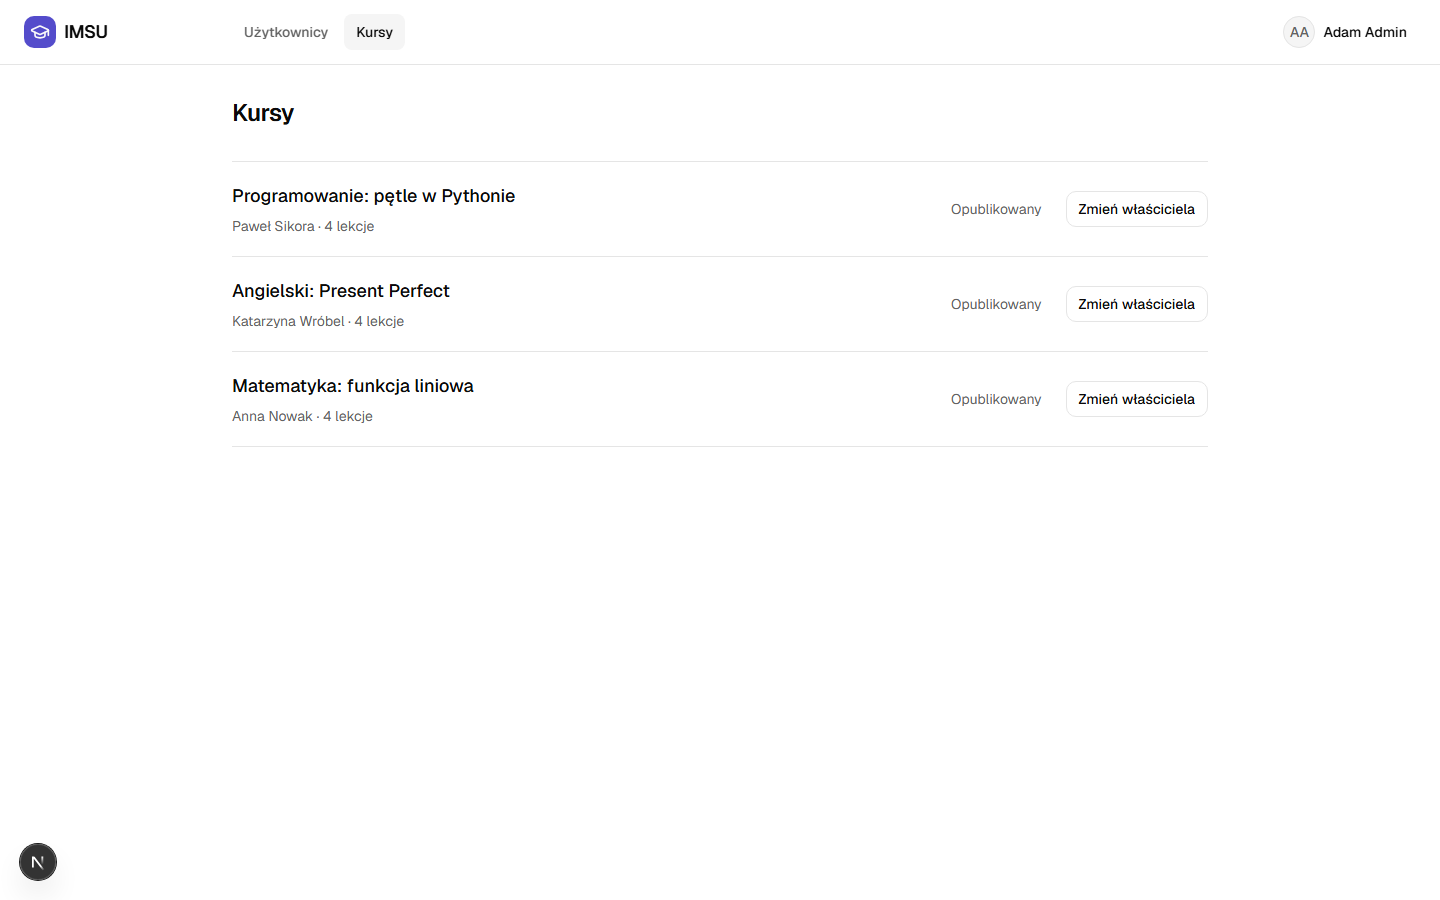 IMSU
Użytkownicy
Kursy
AA
Adam Admin
Kursy
Programowanie: pętle w Pythonie
Paweł Sikora · 4 lekcje
Opublikowany
Zmień właściciela
Angielski: Present Perfect
Katarzyna Wróbel · 4 lekcje
Opublikowany
Zmień właściciela
Matematyka: funkcja liniowa
Anna Nowak · 4 lekcje
Opublikowany
Zmień właściciela
N